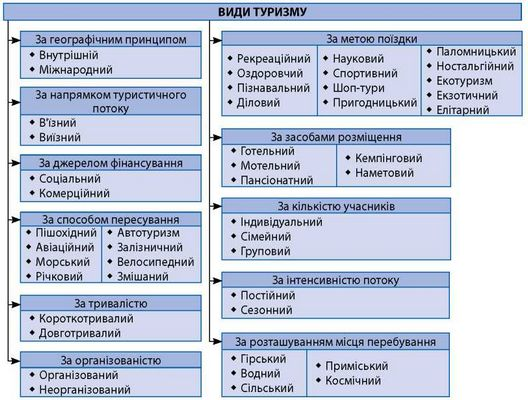 ВИДИ ТУРИЗМУ
За географічним принципом
❖ Внутрішній
❖ Міжнародний
За напрямком туристичного
потоку
❖ В'їзний
❖ Виїзний
За джерелом фінансування
❖ Соціальний
❖ Комерційний
За способом пересування
❖ Пішохідний
❖ Авіаційний
❖ Морський
❖ Річковий
❖ Автотуризм
❖ Залізничний
❖ Велосипедний
❖ Змішаний
За тривалістю
❖ Короткотривалий
❖ Довготривалий
За організованістю
❖ Організований
❖ Неорганізований
За метою поїздки
❖ Рекреаційний
❖ Оздоровчий
❖ Пізнавальний
❖ Діловий
❖ Науковий
❖ Спортивний
❖ Шоп-тури
❖ Пригодницький
❖ Паломницький
❖ Ностальгійний
❖ Екотуризм
❖ Екзотичний
❖ Елітарний
За засобами розміщення
❖ Готельний
❖ Мотельний
❖ Пансіонатний
❖ Кемпінговий
❖ Наметовий
За кількістю учасників
❖ Індивідуальний
❖ Сімейний
❖ Груповий
За інтенсивністю потоку
❖ Постійний
❖ Сезонний
За розташуванням місця перебування
❖ Гірський
❖ Водний
❖ Сільський
❖ Приміський
❖ Космічний